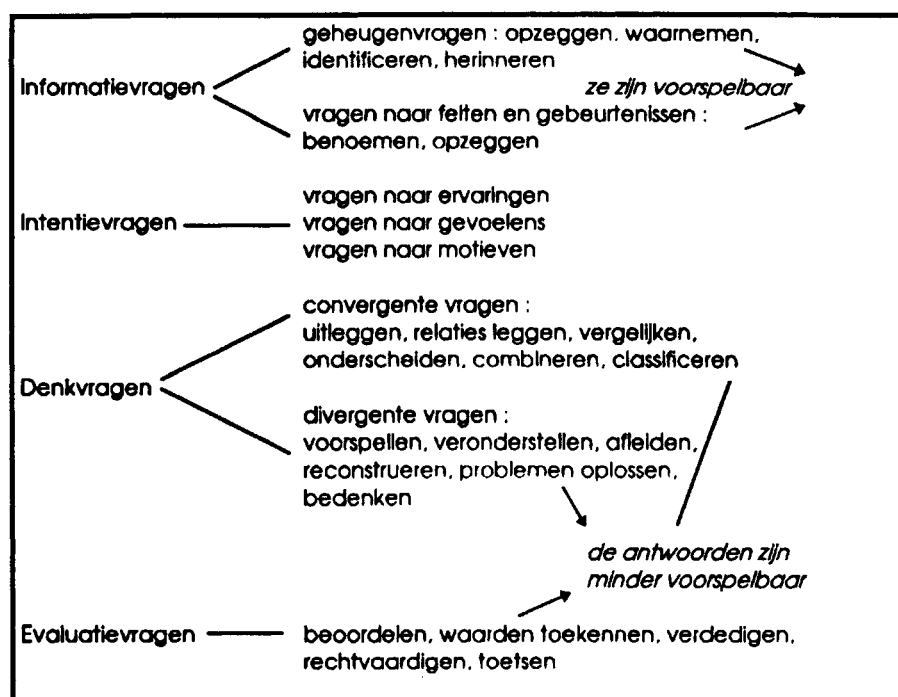 geheugenvragen : opzeggen, waarnemen,
identificeren, herinneren
Informatievragen
ze zijn voorspelbaar
vragen naar feiten en gebeurtenissen :
benoemen, opzeggen
vragen naar ervaringen
Intentievragen
vragen naar gevoelens
vragen naar motieven
convergente vragen :
uitleggen, relaties leggen, vergelijken,
onderscheiden, combineren, classificeren
Denkvragen
divergente vragen :
voorspellen, veronderstellen, afleiden,
reconstrueren, problemen oplossen,
bedenken
de antwoorden zijn
minder voorspelbaar
Evaluatievragen
beoordelen, waarden toekennen, verdedigen,
rechtvaardigen, toetsen